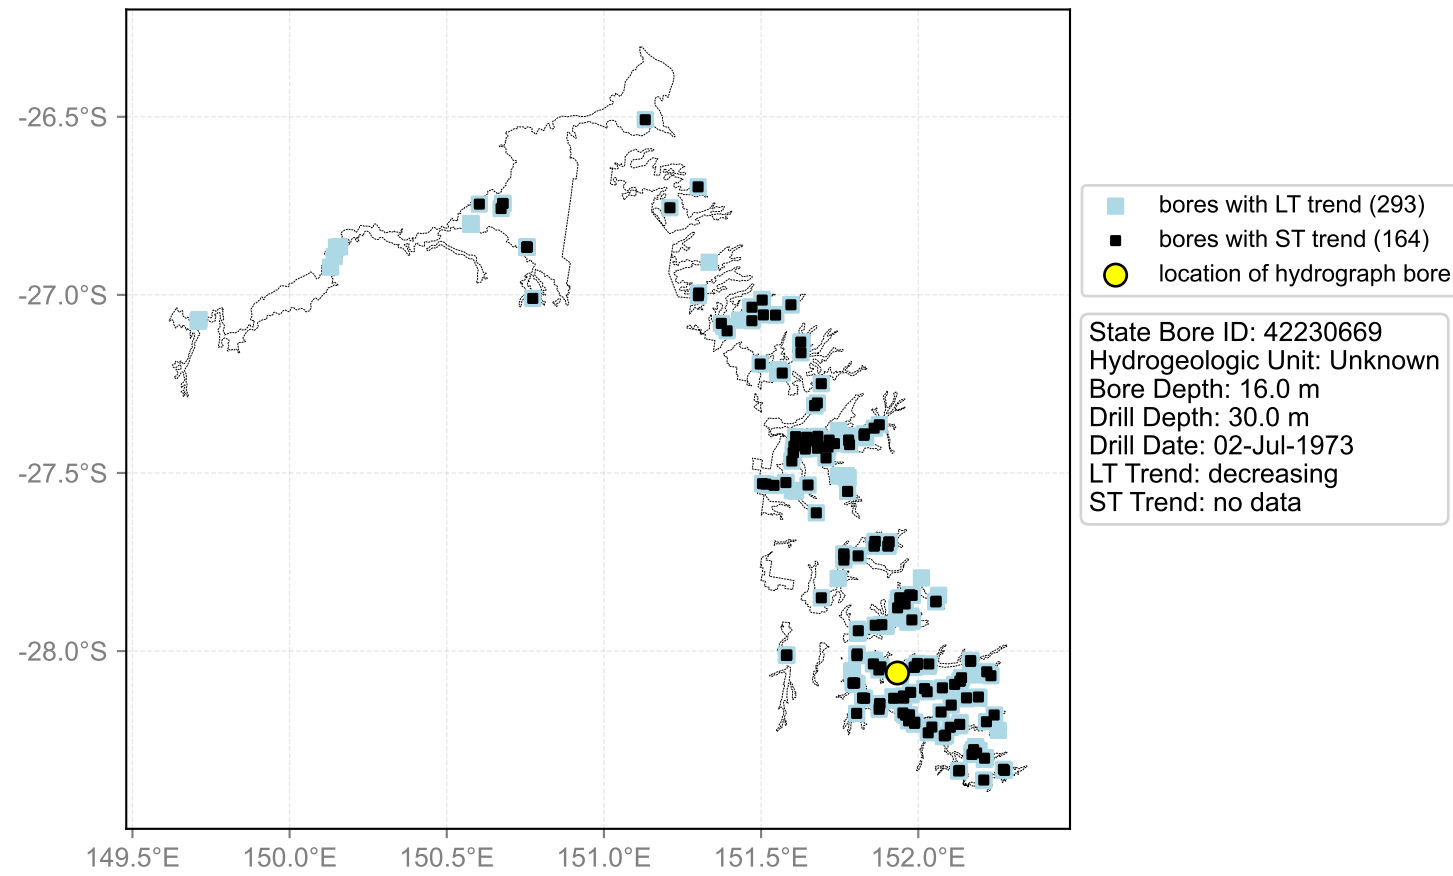 -26.5°S
-27.0°S
-27.5°S
-28.0°S
149.5°E
150.0°E
150.5°E
151.0°E
151.5°E
152.0°E
bores with LT trend (293)
bores with ST trend (164)
location of hydrograph bore
State Bore ID: 42230669
Hydrogeologic Unit: Unknown
Bore Depth: 16.0 m
Drill Depth: 30.0 m
Drill Date: 02-Jul-1973
LT Trend: decreasing
ST Trend: no data